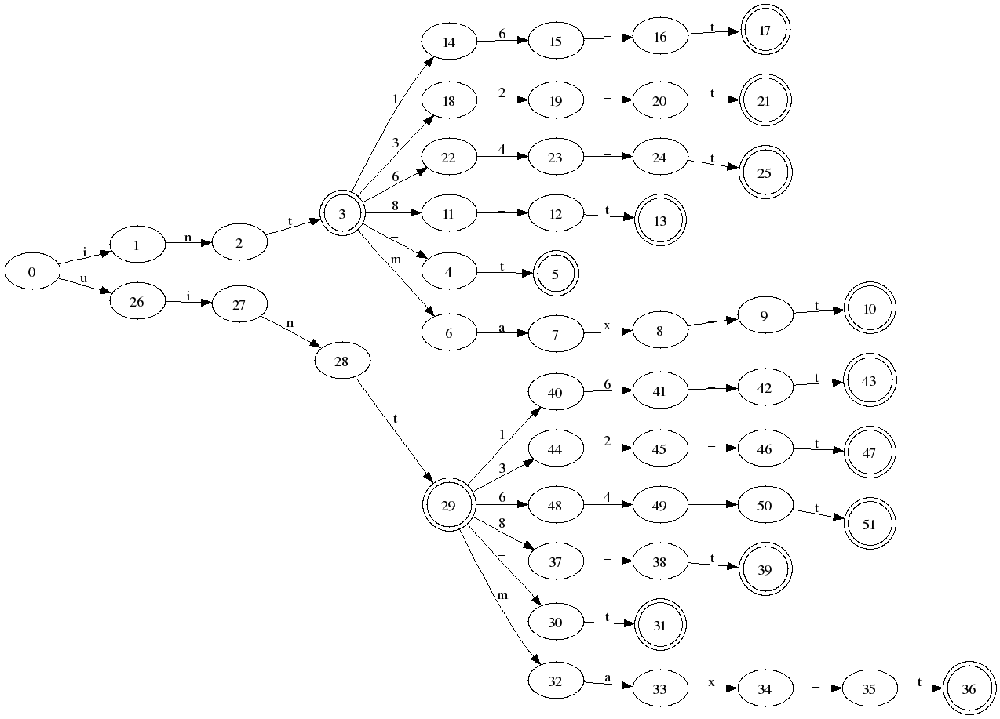 14 6 15 _ 16 t 17
1
18 2 19 _ 20 t 21
3
22 4 23 _ 24 t 25
6
3 8 11 _ 12 t 13
t
_
i 1 n 2
0
4 t 5
m
u 26 i 27
n
6 a 7 x 8 _ 9 t 10
28
40 6 41 _ 42 t 43
t
1
44 2 45 _ 46 t 47
3
29 6 48 4 49 _ 50 t 51
8
37 _ 38 t 39
_
m
30 t 31
32 a 33 x 34 _ 35 t 36